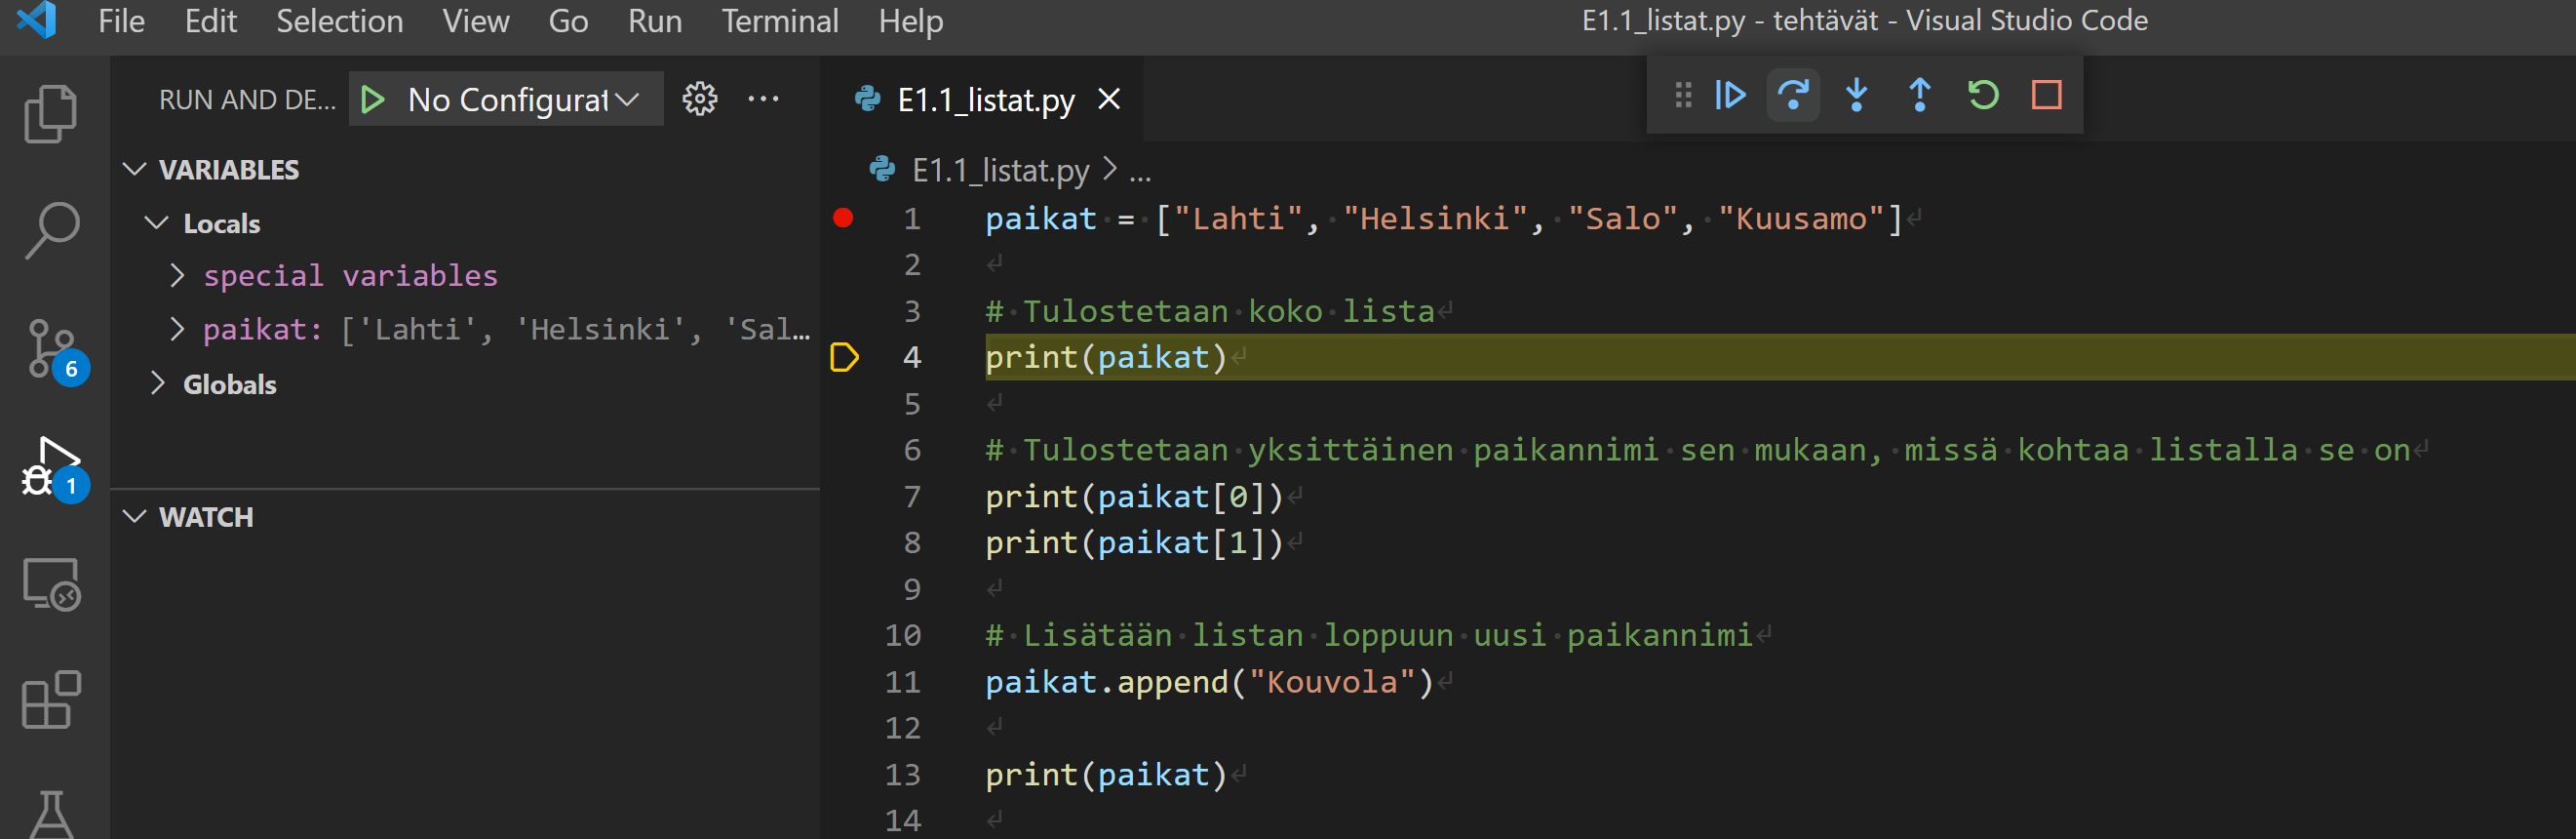 File Edit Selection View Go Run Terminal Help
E1.1_listat.py - tehtävät - Visual Studio Code
RUN AND DE... No Configurat
VARIABLES
Locals
special variables
paikat: ['Lahti', 'Helsinki', 'Sal...
Globals
WATCH
6
1
E1.1_listat.py
E1.1_listat.py > ...
1 paikat = ["Lahti", "Helsinki", "Salo", "Kuusamo"]
2
3 # Tulostetaan koko lista
4 print(paikat)
5
6 # Tulostetaan yksittäinen paikannimi sen mukaan, missä kohtaa listalla se on
7 print(paikat[0])
8 print(paikat[1])
9
10 # Lisätään listan loppuun uusi paikannimi
11 paikat.append("Kouvola")
12
13 print(paikat)
14